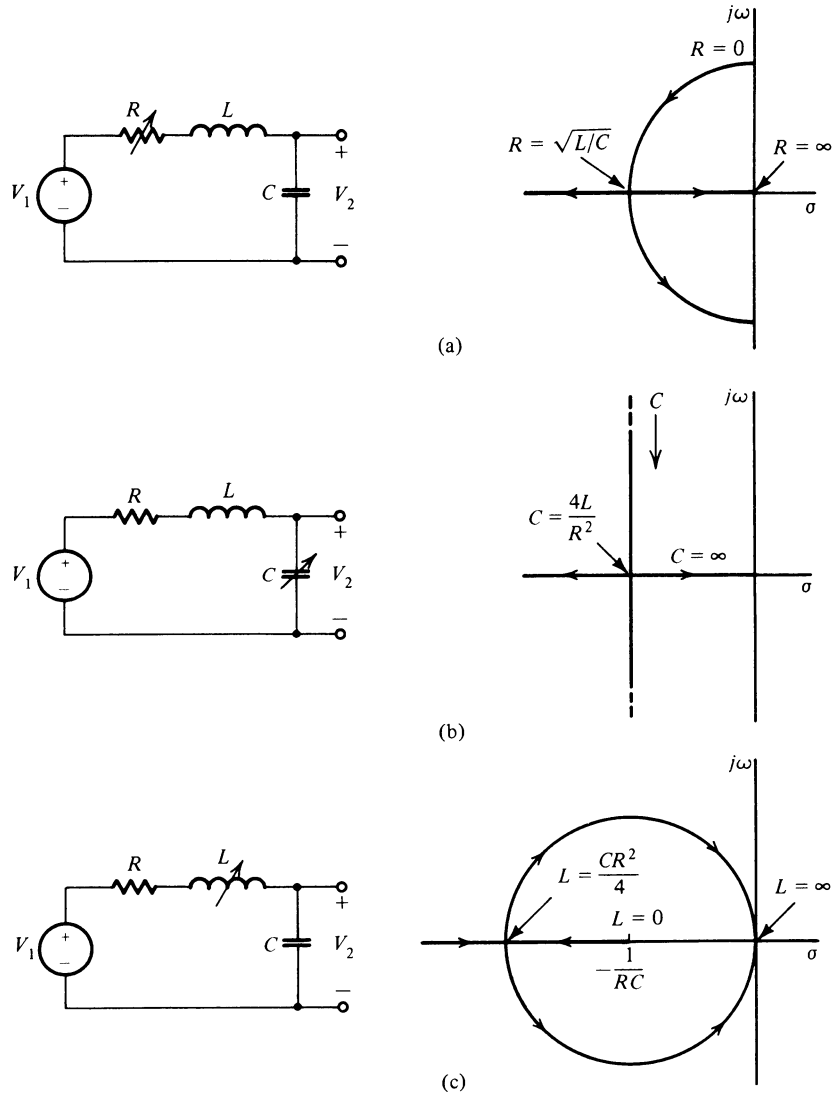 jω
R = 0
R
L
R = √L/C
R = ∞
V₁
+
−
C
+
V₂
−
σ
(a)
jω
C
R
L
C = 4L/R²
C = ∞
V₁
+
−
C
+
V₂
−
σ
(b)
jω
R
L
L = CR²/4
L = ∞
L = 0
V₁
+
−
C
+
V₂
−
−1/RC
σ
(c)